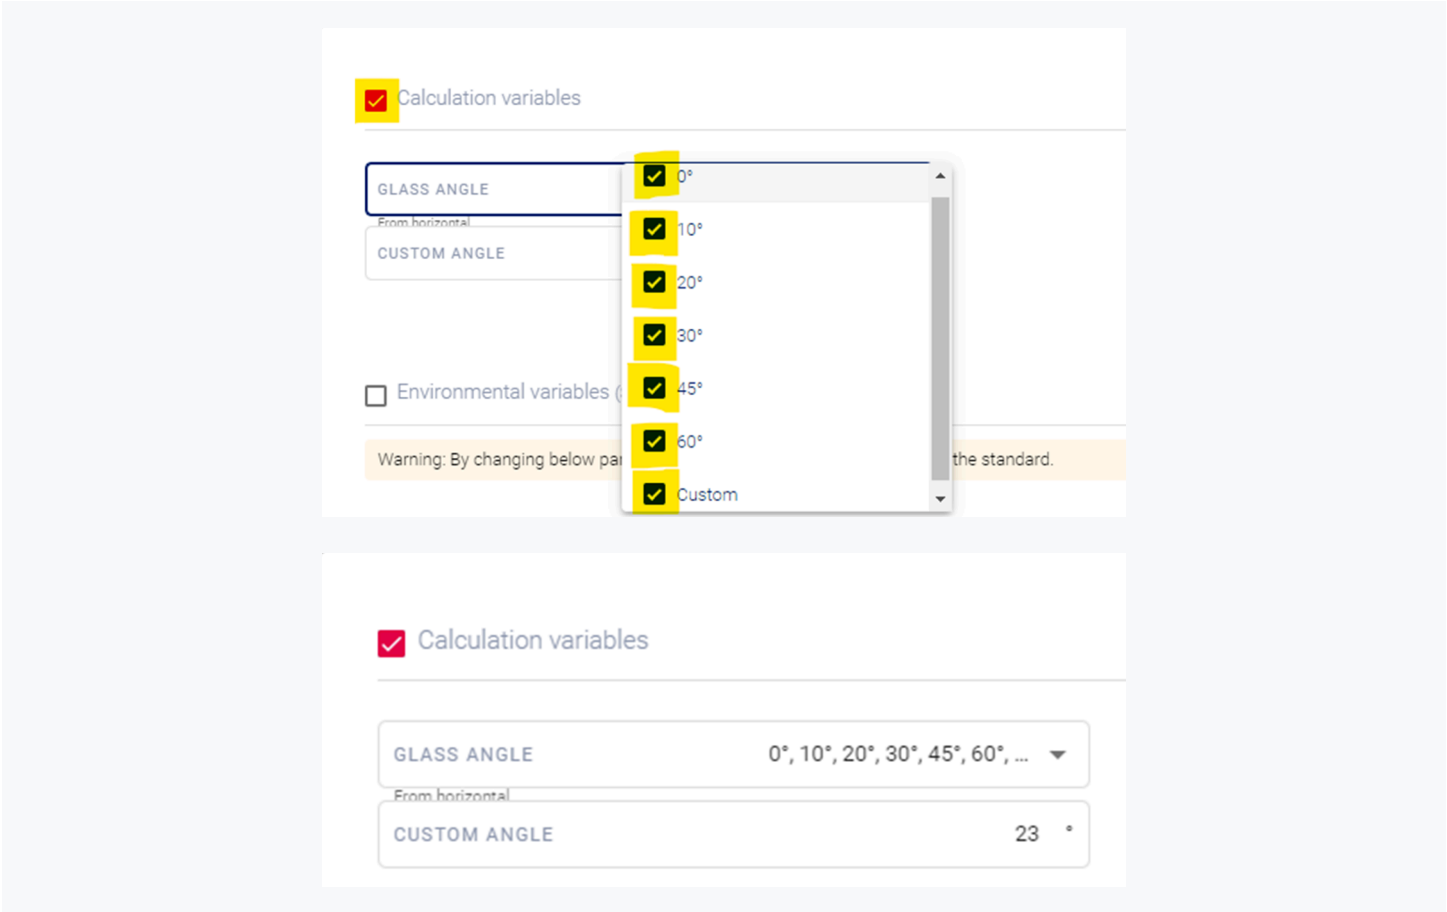 Calculation variables
GLASS ANGLE
From horizontal
CUSTOM ANGLE
0°
10°
20°
30°
45°
60°
Custom
Environmental variables (
Warning: By changing below par the standard.
Calculation variables
GLASS ANGLE 0°, 10°, 20°, 30°, 45°, 60°, ...
From horizontal
CUSTOM ANGLE 23 °